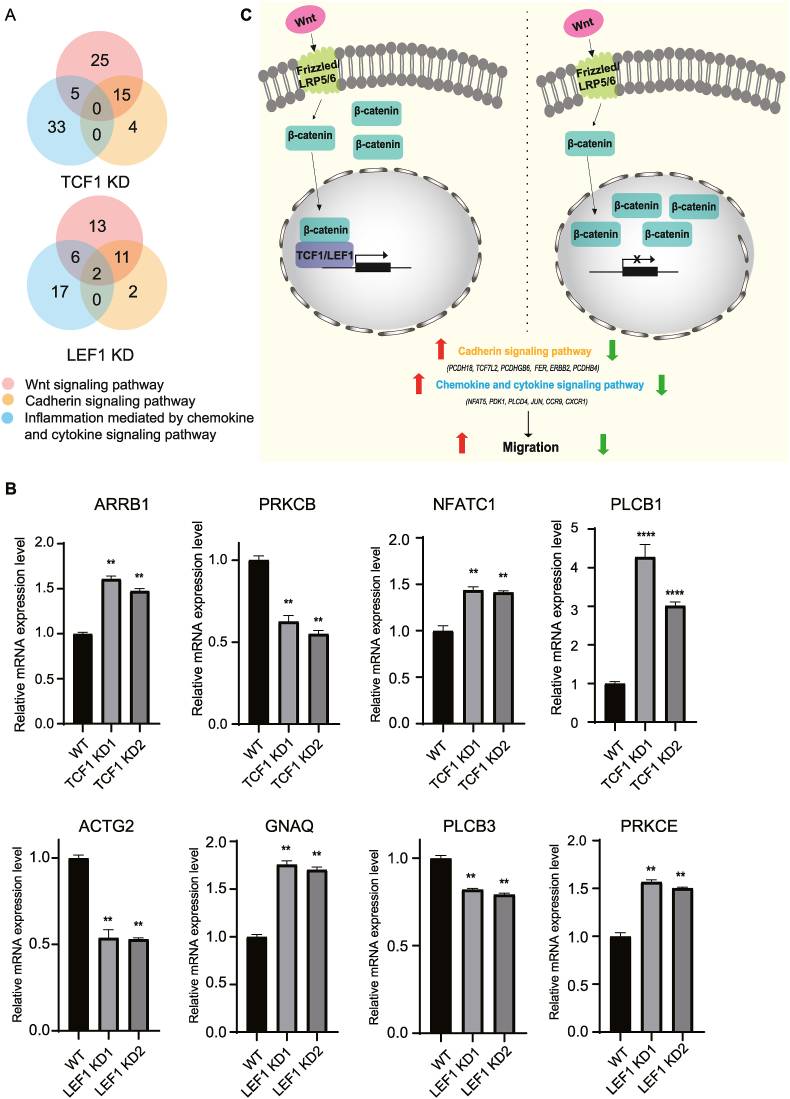 A
25
5
15
0
33
0
4
TCF1 KD
13
6
11
2
17
0
2
LEF1 KD
Wnt signaling pathway
Cadherin signaling pathway
Inflammation mediated by chemokine
and cytokine signaling pathway
C
Wnt
Frizzled/
LRP5/6
β-catenin
β-catenin
β-catenin
β-catenin
TCF1/LEF1
Wnt
Frizzled/
LRP5/6
β-catenin
β-catenin
β-catenin
β-catenin
β-catenin
X
Cadherin signaling pathway
(PCDH18, TCF7L2, PCDHGB6, FER, ERBB2, PCDHB4)
Chemokine and cytokine signaling pathway
(NFAT5, PDK1, PLCD4, JUN, CCR9, CXCR1)
Migration
B
ARRB1
Relative mRNA expression level
2.0
1.5
1.0
0.5
0.0
**
**
WT
TCF1 KD1
TCF1 KD2
PRKCB
Relative mRNA expression level
1.0
0.5
0.0
**
**
WT
TCF1 KD1
TCF1 KD2
NFATC1
Relative mRNA expression level
2.0
1.5
1.0
0.5
0.0
**
**
WT
TCF1 KD1
TCF1 KD2
PLCB1
Relative mRNA expression level
5
4
3
2
1
0
****
****
WT
TCF1 KD1
TCF1 KD2
ACTG2
Relative mRNA expression level
1.0
0.5
0.0
**
**
WT
LEF1 KD1
LEF1 KD2
GNAQ
Relative mRNA expression level
2.0
1.5
1.0
0.5
0.0
**
**
WT
LEF1 KD1
LEF1 KD2
PLCB3
Relative mRNA expression level
1.0
0.5
0.0
**
**
WT
LEF1 KD1
LEF1 KD2
PRKCE
Relative mRNA expression level
2.0
1.5
1.0
0.5
0.0
**
**
WT
LEF1 KD1
LEF1 KD2